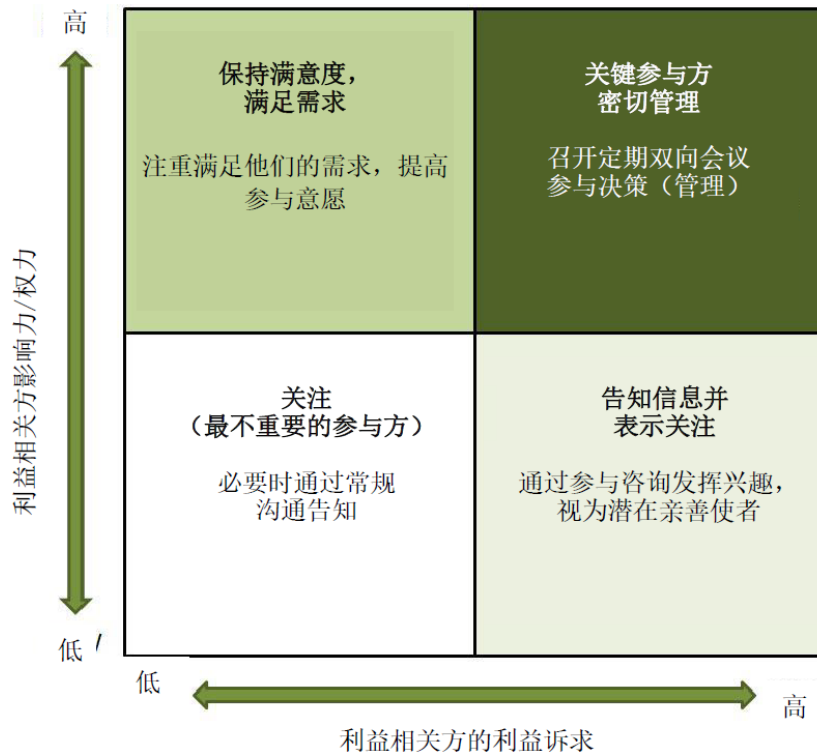 高
保持满意度，
满足需求
注重满足他们的需求，提高
参与意愿
关键参与方
密切管理
召开定期双向会议
参与决策（管理）
利益相关方影响力/权力
关注
（最不重要的参与方）
必要时通过常规
沟通告知
告知信息并
表示关注
通过参与咨询发挥兴趣，
视为潜在亲善使者
低 /
低
高
利益相关方的利益诉求